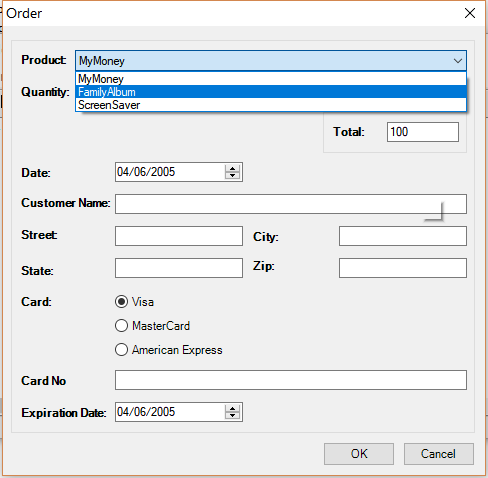 Order
Product: MyMoney
MyMoney
Quantity: FamilyAlbum
ScreenSaver
Total: 100
Date: 04/06/2005
Customer Name:
Street: City:
State: Zip:
Card: Visa
MasterCard
American Express
Card No
Expiration Date: 04/06/2005
OK Cancel